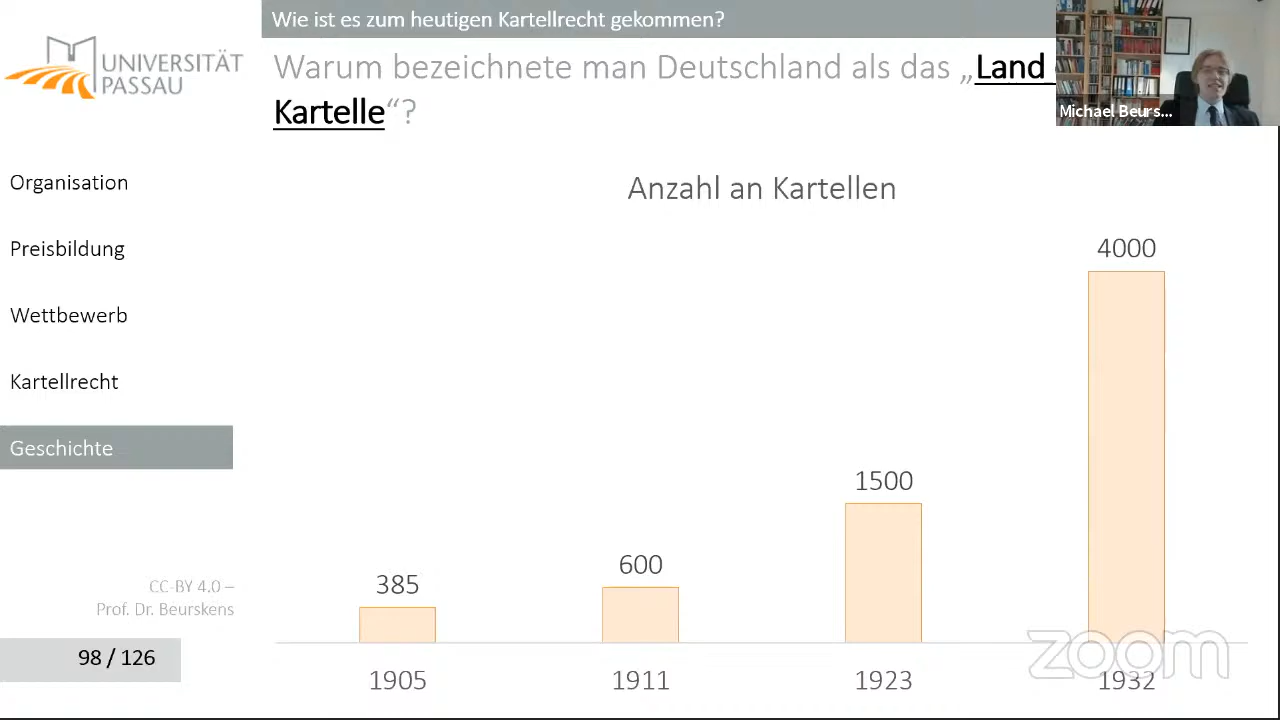 Wie ist es zum heutigen Kartellrecht gekommen?
UNIVERSITÄT
PASSAU
Warum bezeichnete man Deutschland als das „Land
Kartelle“?
Michael Beurs...
Organisation
Preisbildung
Wettbewerb
Kartellrecht
Geschichte
CC-BY 4.0 –
Prof. Dr. Beurskens
98 / 126
Anzahl an Kartellen
385
600
1500
4000
1905
1911
1923
1932
zoom